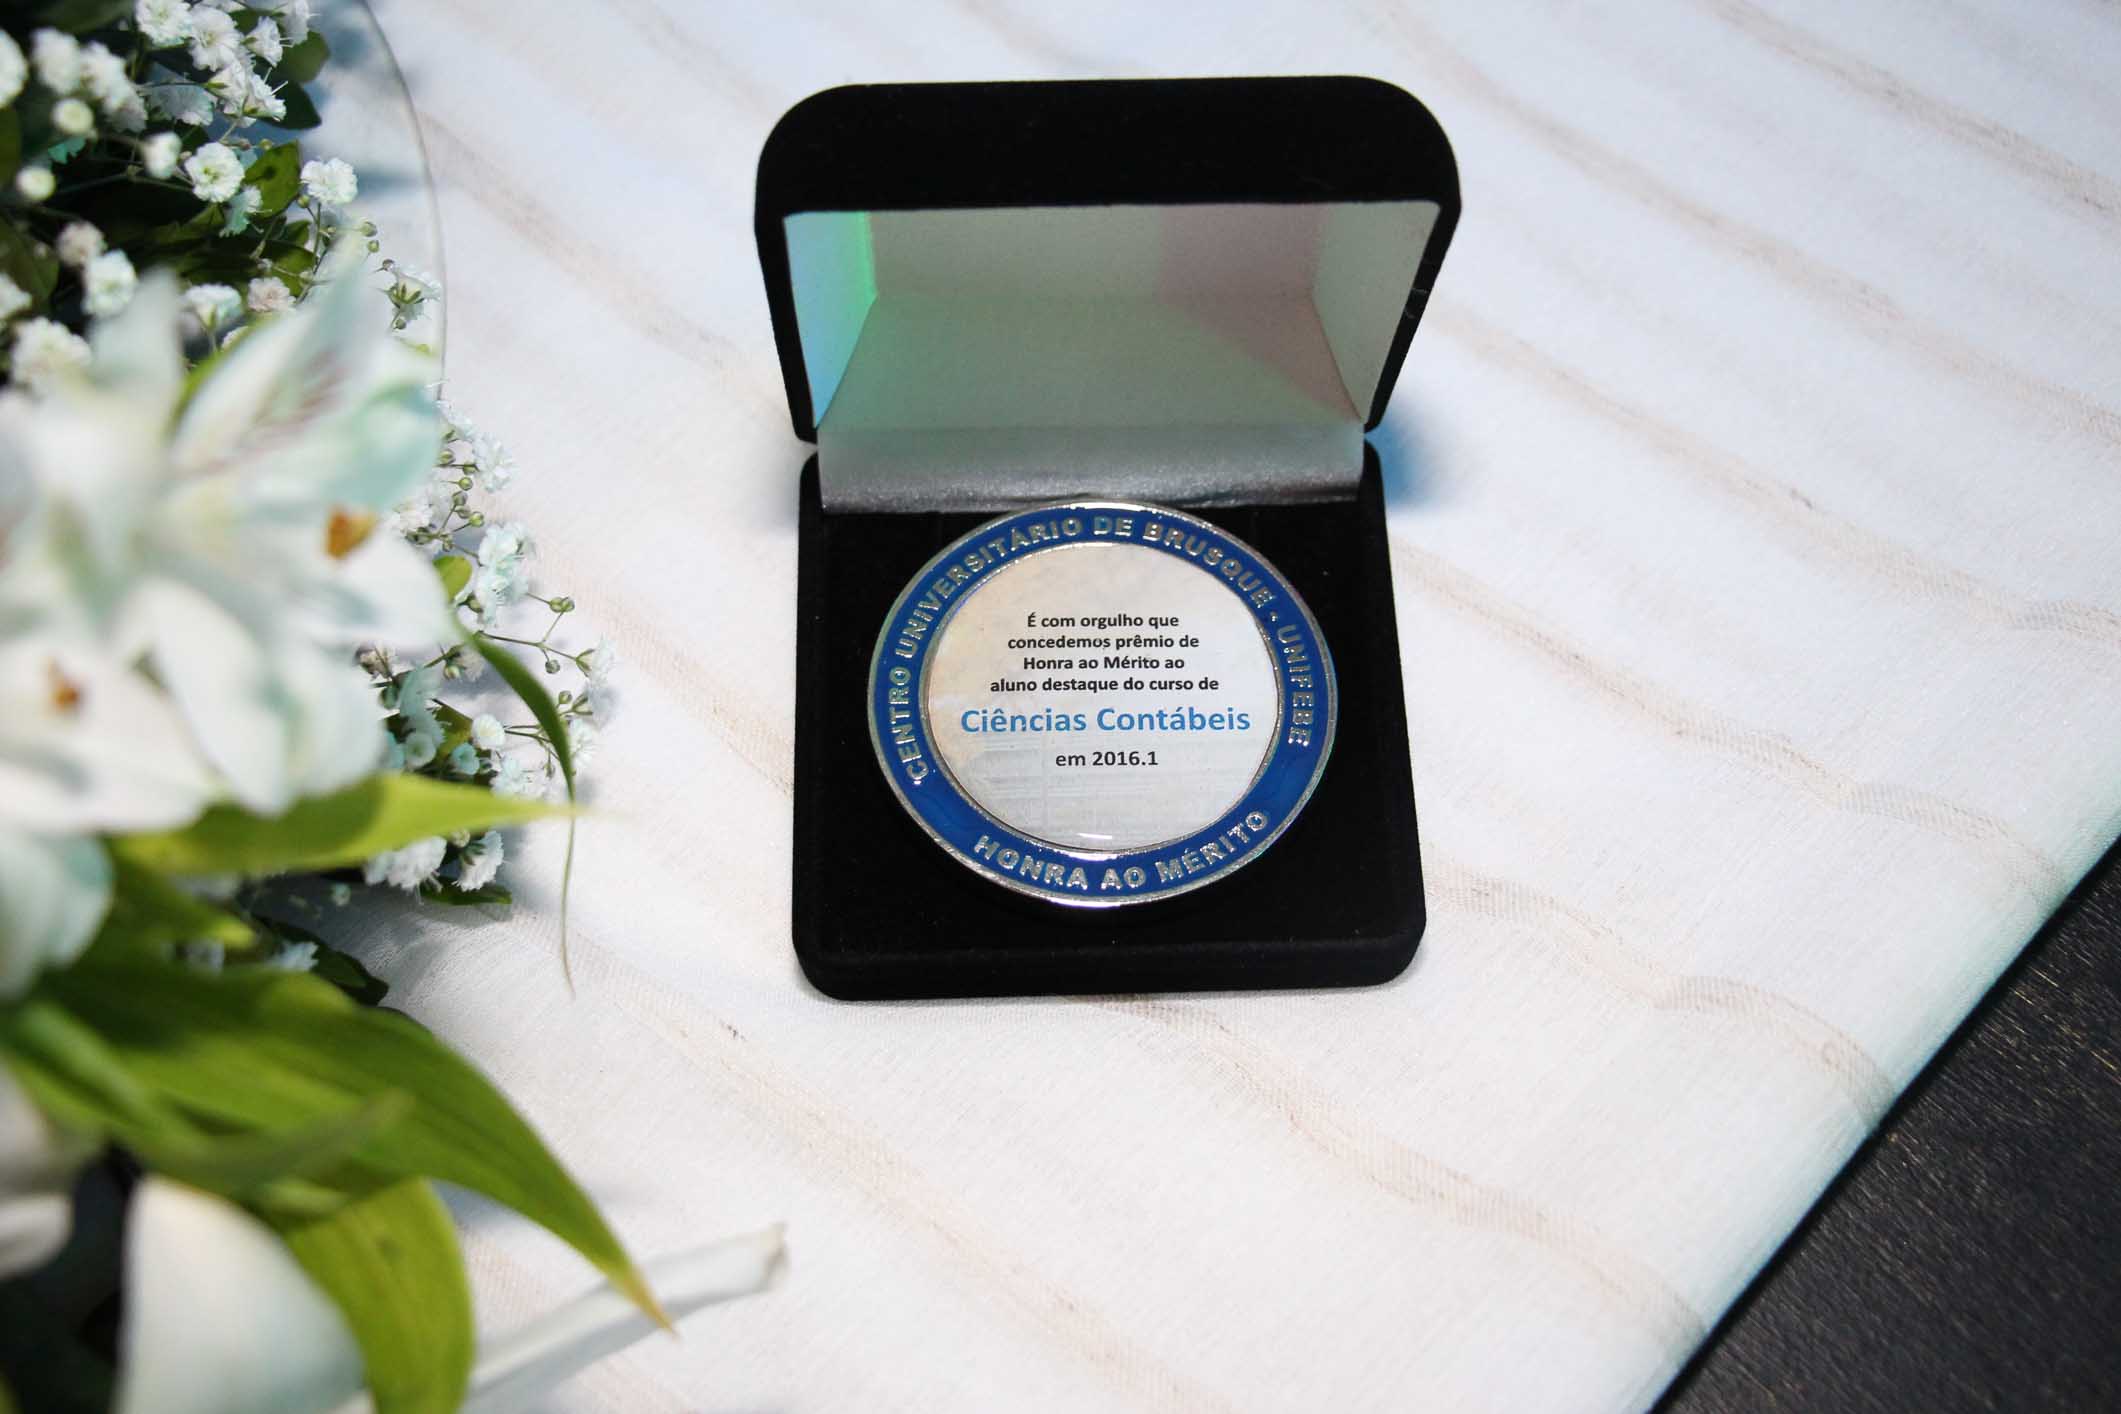 CENTRO UNIVERSITÁRIO DE BRUSQUE - UNIFEBE
É com orgulho que
concedemos prêmio de
Honra ao Mérito ao
aluno destaque do curso de
Ciências Contábeis
em 2016.1
HONRA AO MÉRITO